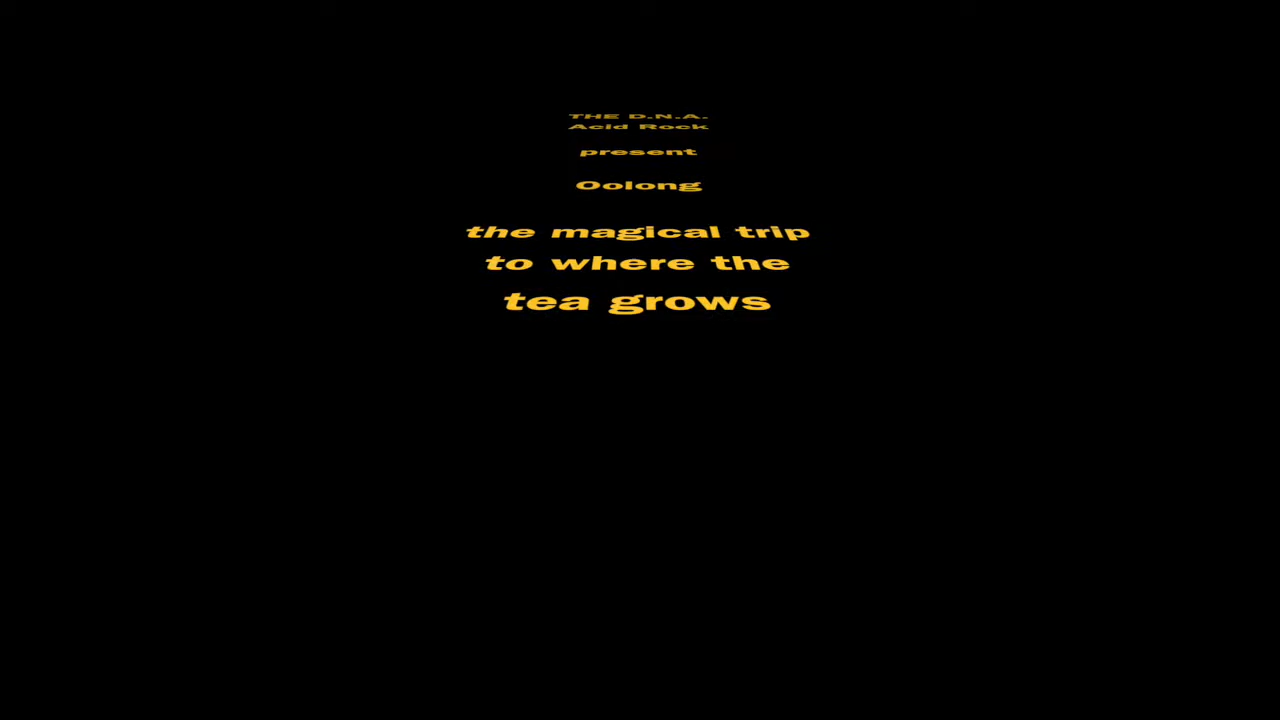 THE D.N.A.
Acid Rock
present
Oolong
the magical trip
to where the
tea grows